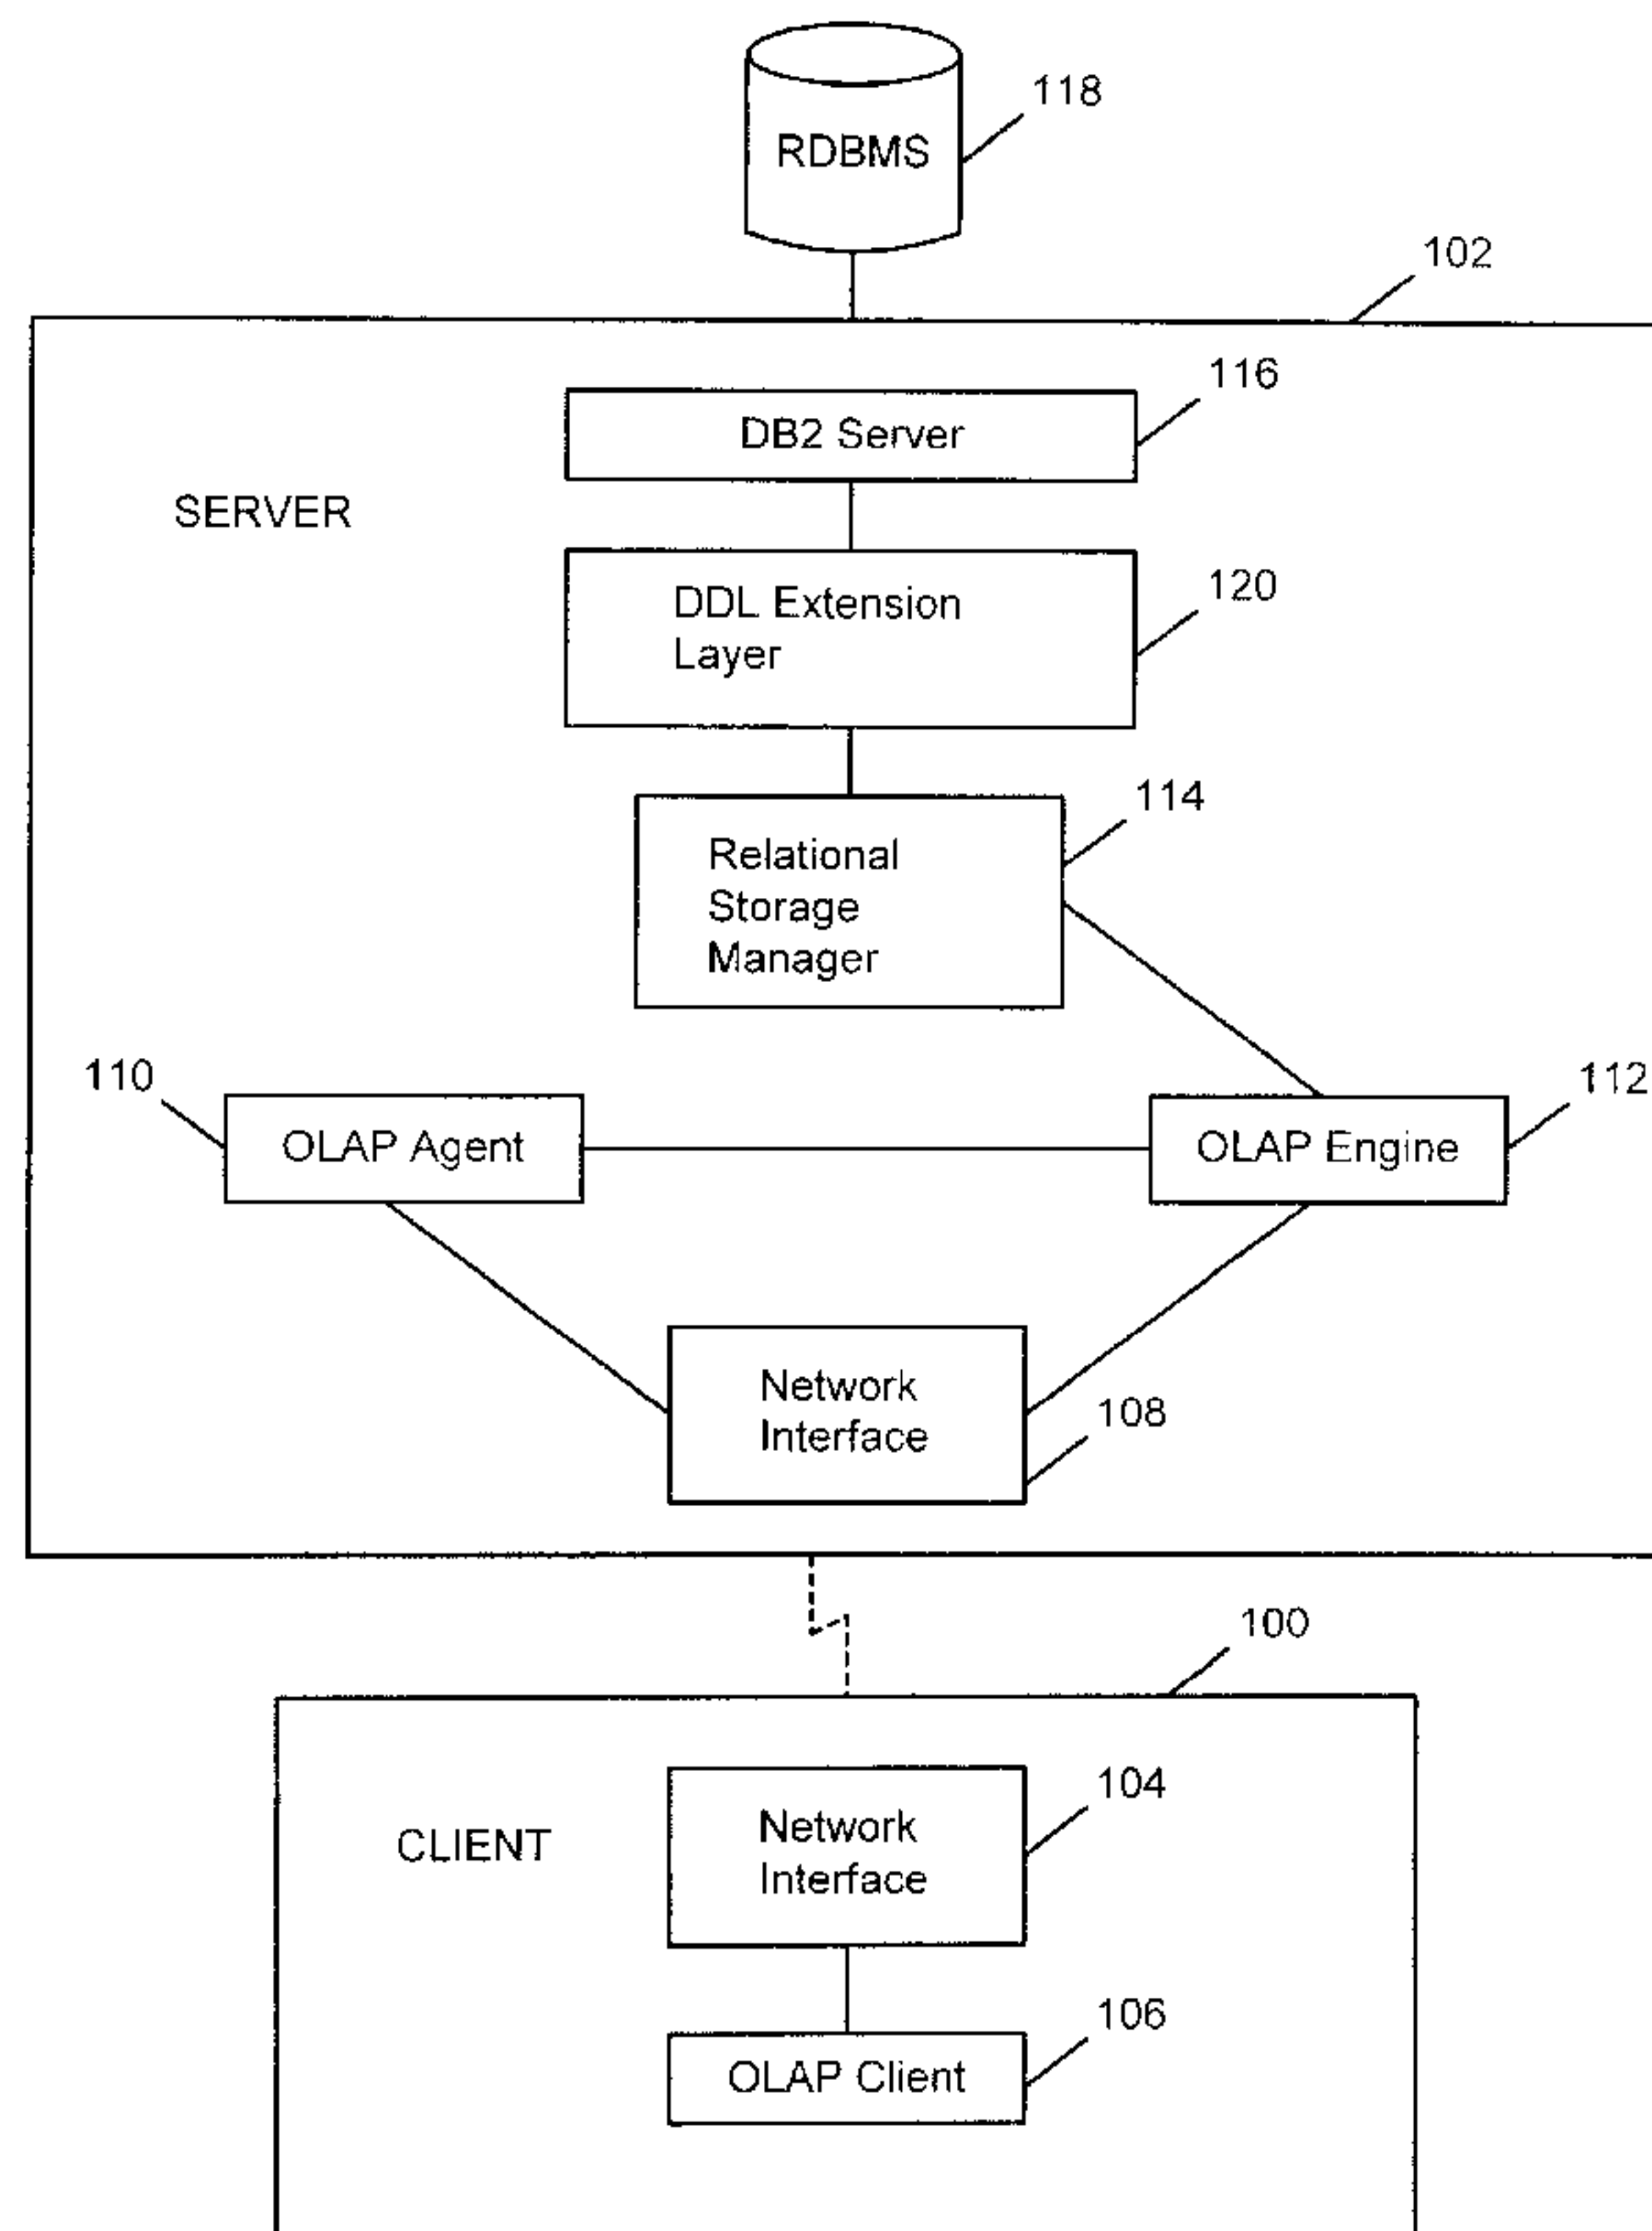 118
RDBMS
102
116
DB2 Server
SERVER
120
DDL Extension
Layer
114
Relational
Storage
Manager
110
112
OLAP Agent
OLAP Engine
Network
Interface
108
100
104
Network
Interface
CLIENT
106
OLAP Client